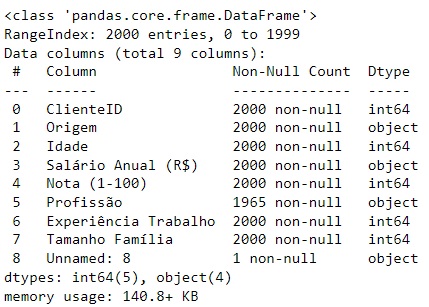 <class 'pandas.core.frame.DataFrame'>
RangeIndex: 2000 entries, 0 to 1999
Data columns (total 9 columns):
 #   Column               Non-Null Count  Dtype
---  ------               --------------  -----
 0   ClienteID            2000 non-null   int64
 1   Origem               2000 non-null   object
 2   Idade                2000 non-null   int64
 3   Salário Anual (R$)   2000 non-null   object
 4   Nota (1-100)         2000 non-null   int64
 5   Profissão            1965 non-null   object
 6   Experiência Trabalho 2000 non-null   int64
 7   Tamanho Família      2000 non-null   int64
 8   Unnamed: 8           1 non-null      object
dtypes: int64(5), object(4)
memory usage: 140.8+ KB